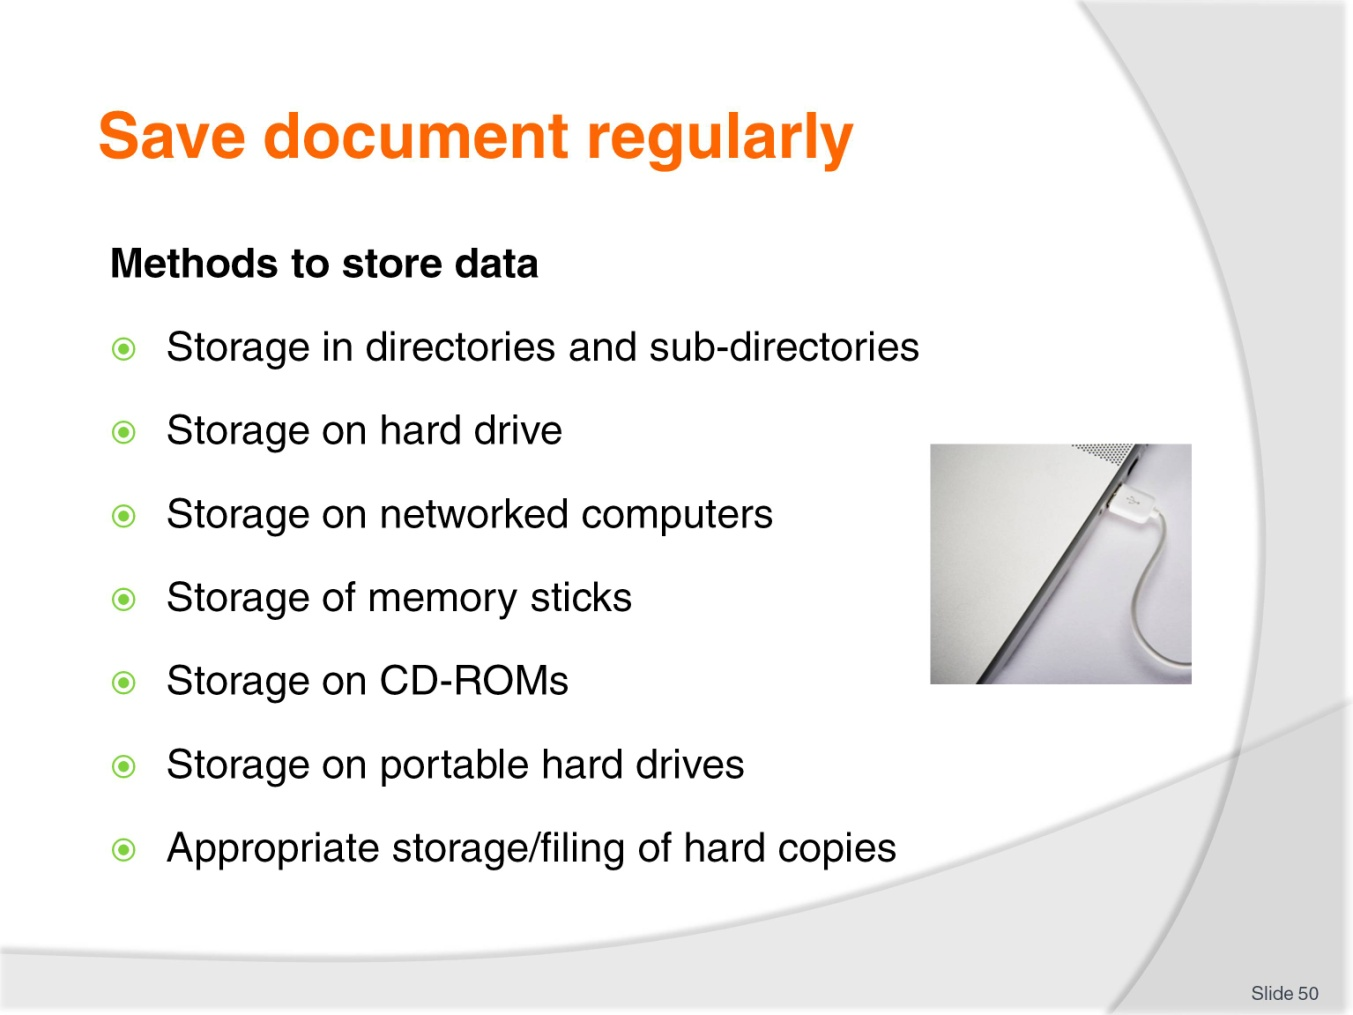 Save document regularly
Methods to store data
Storage in directories and sub-directories
Storage on hard drive
Storage on networked computers
Storage of memory sticks
Storage on CD-ROMs
Storage on portable hard drives
Appropriate storage/filing of hard copies
Slide 50